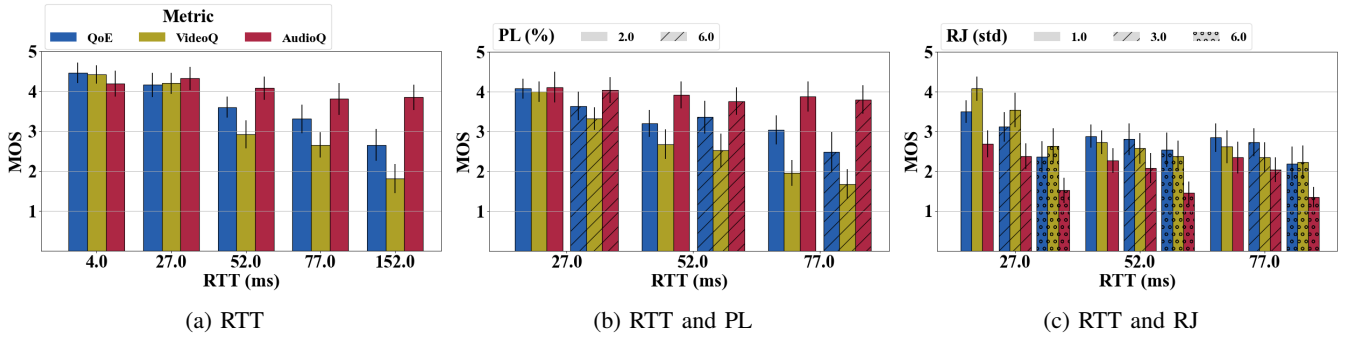 Metric
QoE VideoQ AudioQ
MOS
5
4
3
2
1
4.0 27.0 52.0 77.0 152.0
RTT (ms)
(a) RTT
PL (%) 2.0 6.0
MOS
5
4
3
2
1
27.0 52.0 77.0
RTT (ms)
(b) RTT and PL
RJ (std) 1.0 3.0 6.0
MOS
5
4
3
2
1
27.0 52.0 77.0
RTT (ms)
(c) RTT and RJ